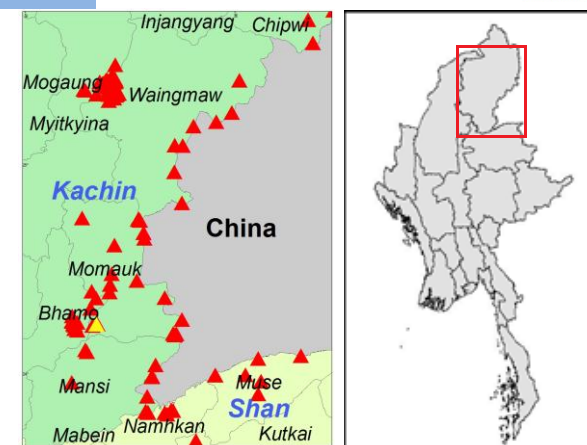 Injangyang
Chipwi
Mogaung
Waingmaw
Myitkyina
Kachin
China
Momauk
Bhamo
Mansi
Muse
Shan
Mabein
Namhkan
Kutkai